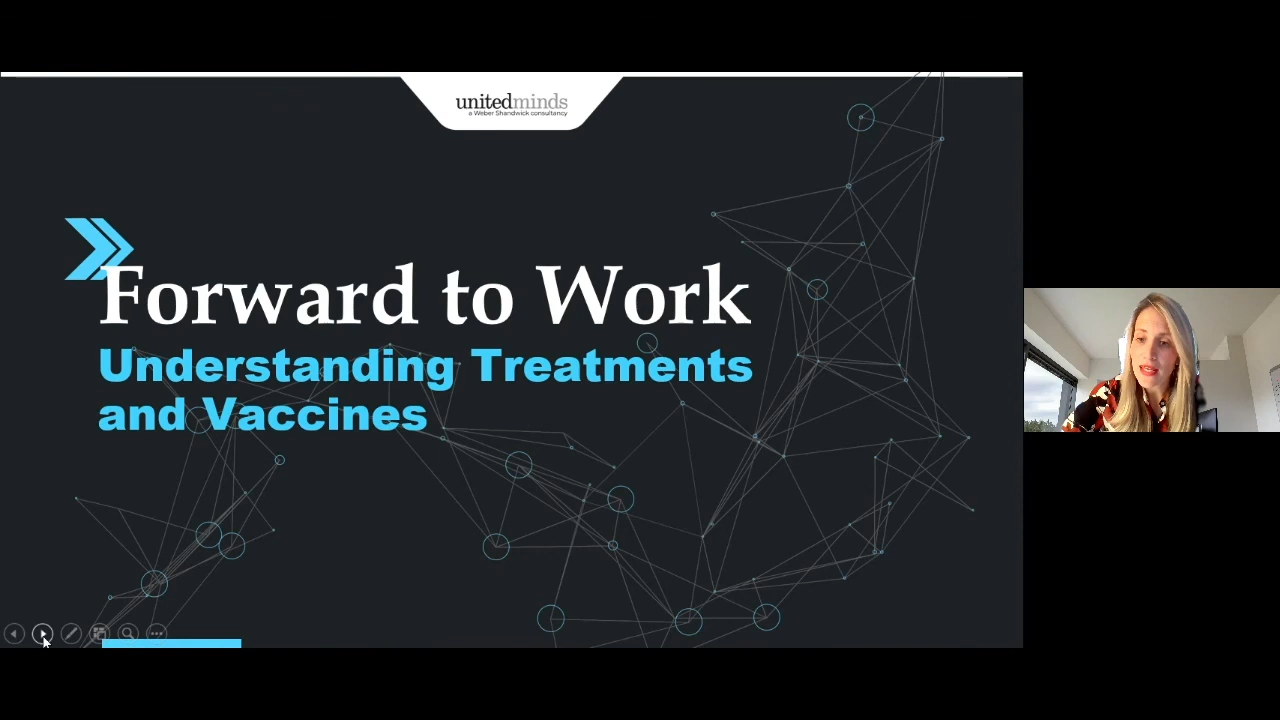 unitedminds
a Weber Shandwick consultancy
Forward to Work
Understanding Treatments
and Vaccines